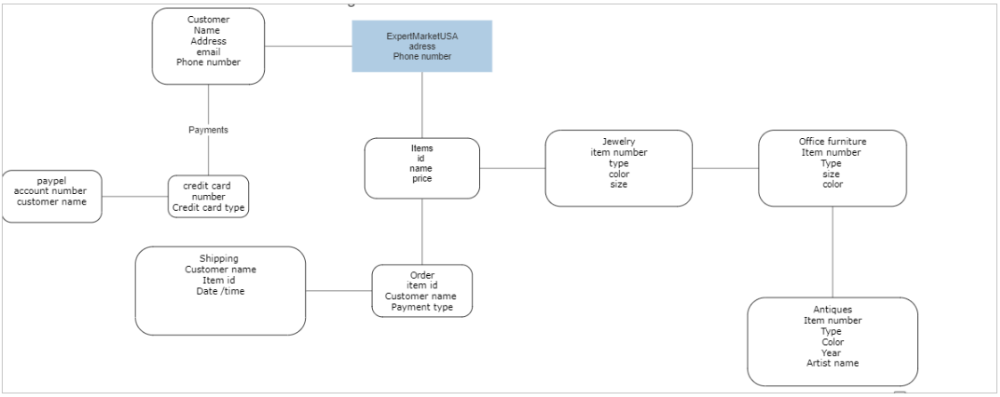 Customer
Name
Address
email
Phone number
ExpertMarketUSA
adress
Phone number
Payments
Items
id
name
price
Jewelry
item number
type
color
size
Office furniture
Item number
Type
size
color
paypel
account number
customer name
credit card
number
Credit card type
Shipping
Customer name
Item id
Date /time
Order
item id
Customer name
Payment type
Antiques
Item number
Type
Color
Year
Artist name